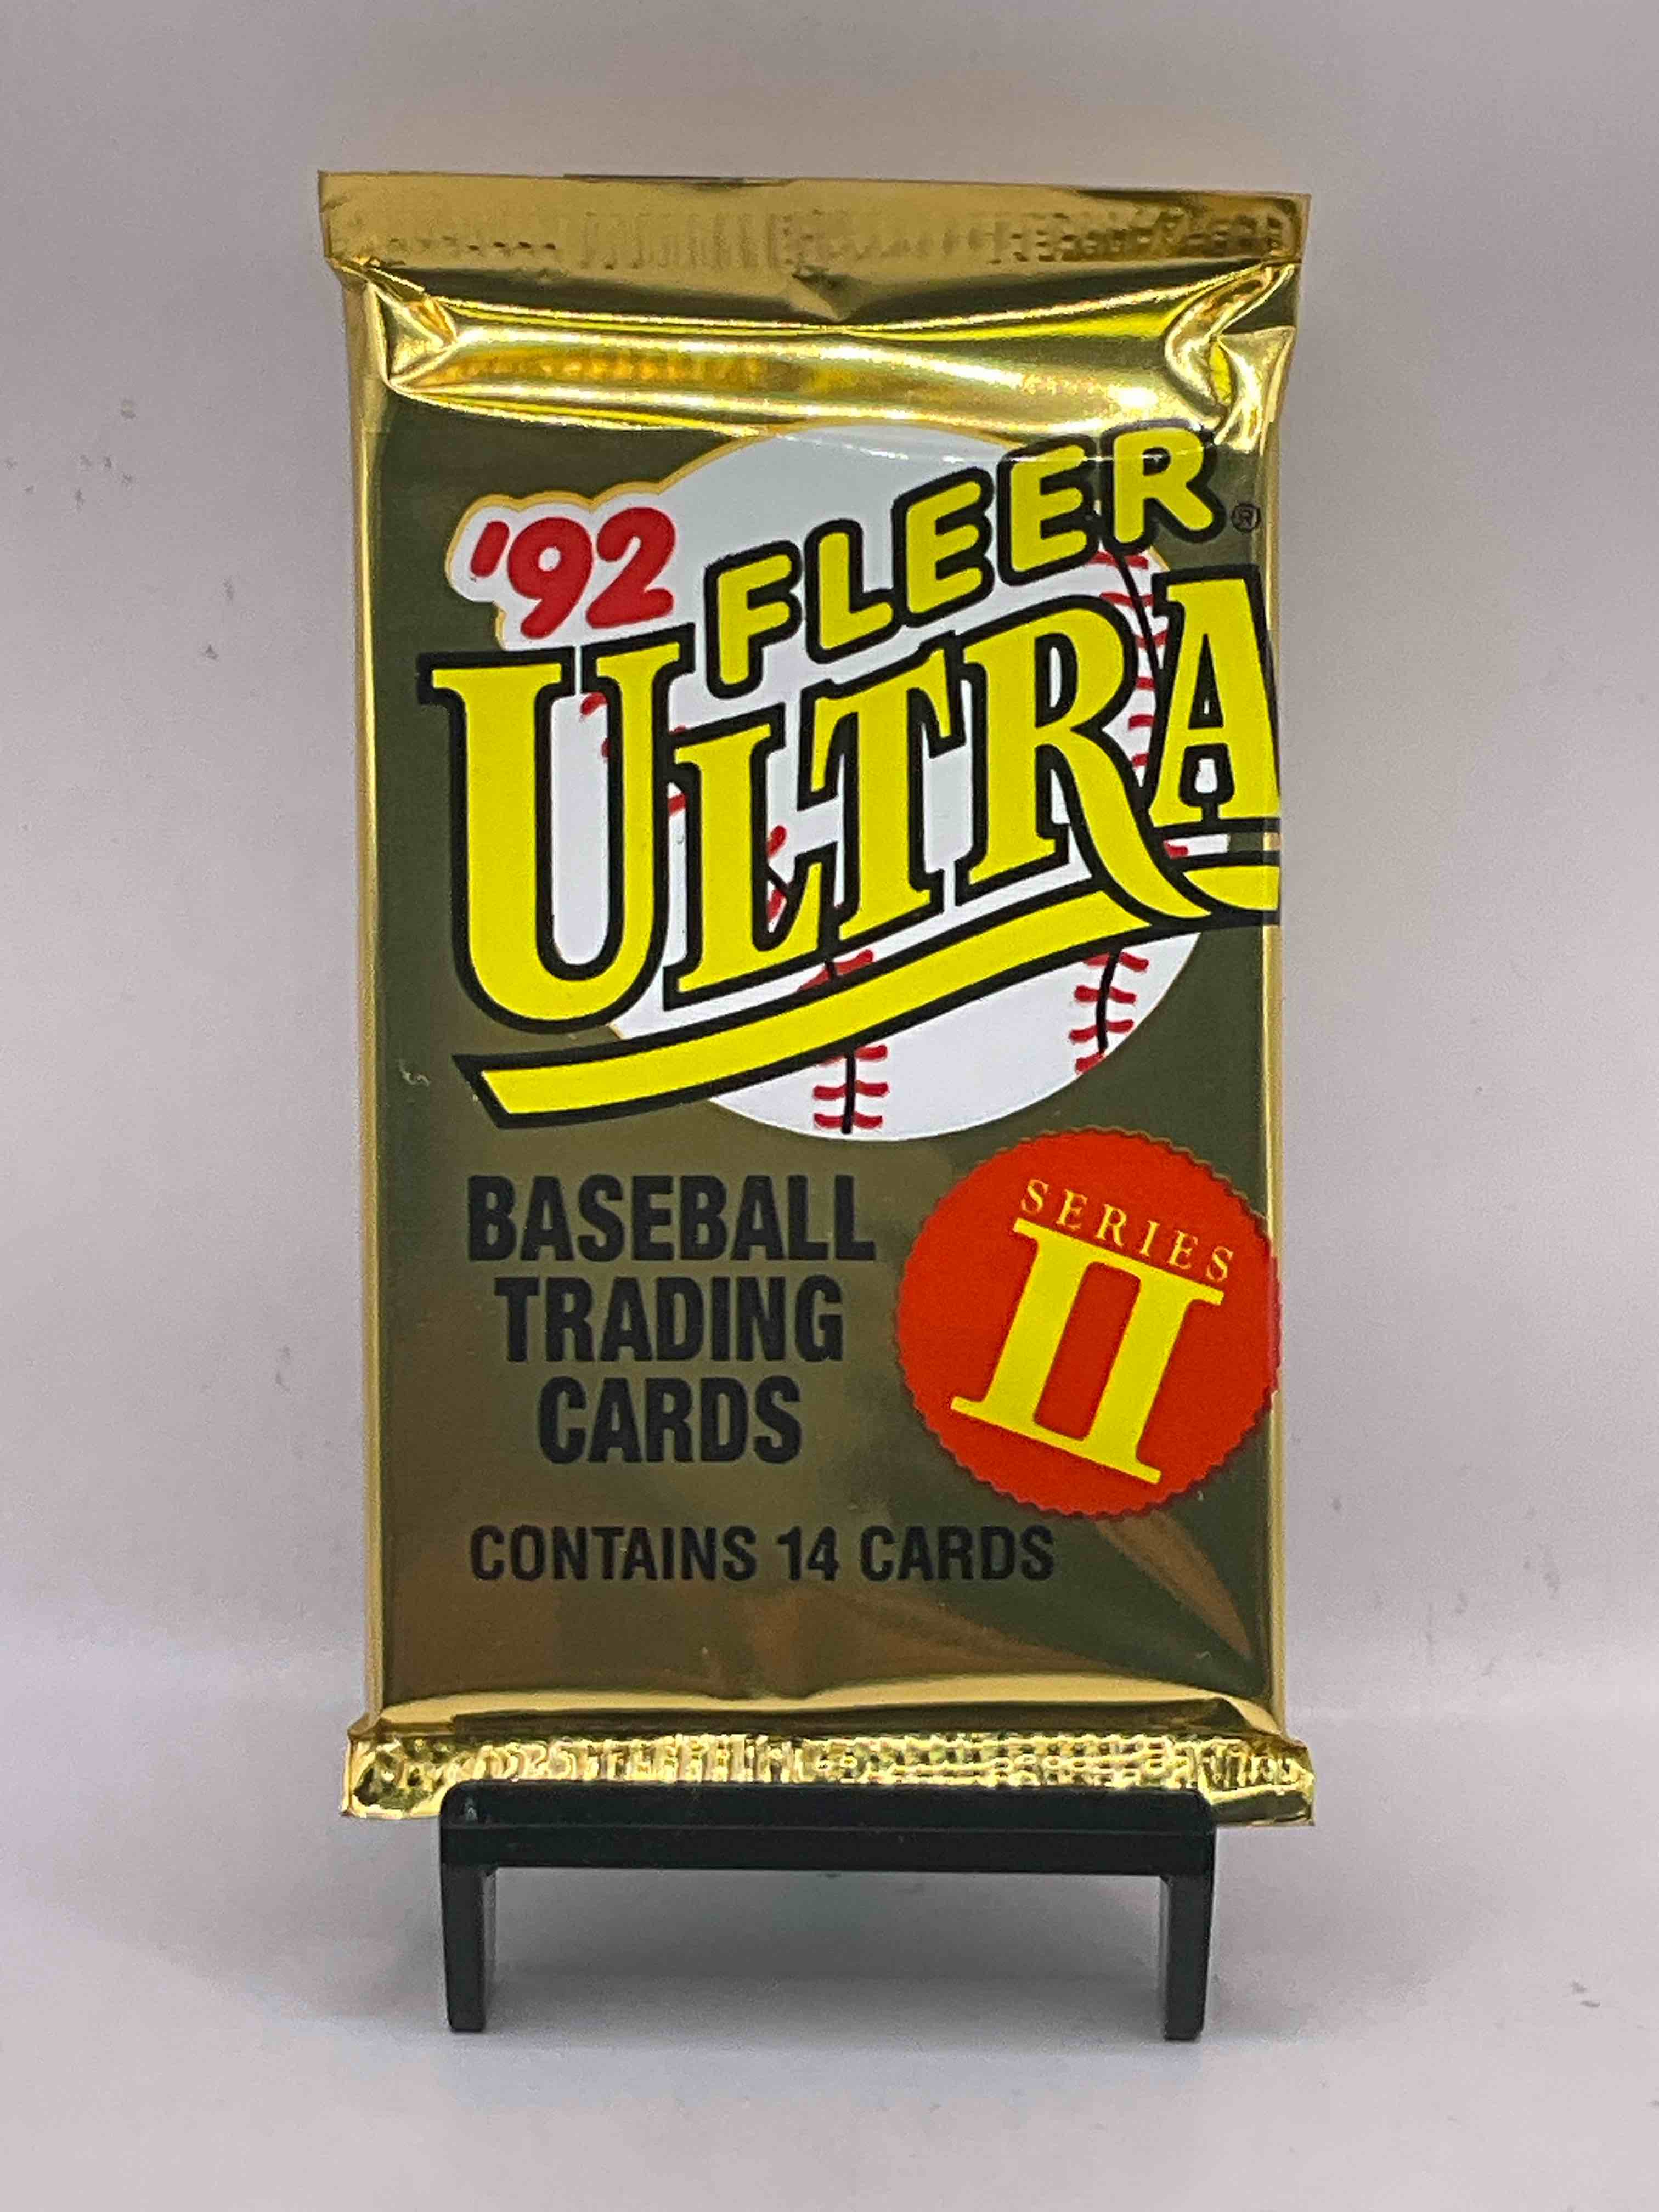 '92 FLEER®
ULTRA
BASEBALL
TRADING
CARDS
SERIES
II
CONTAINS 14 CARDS